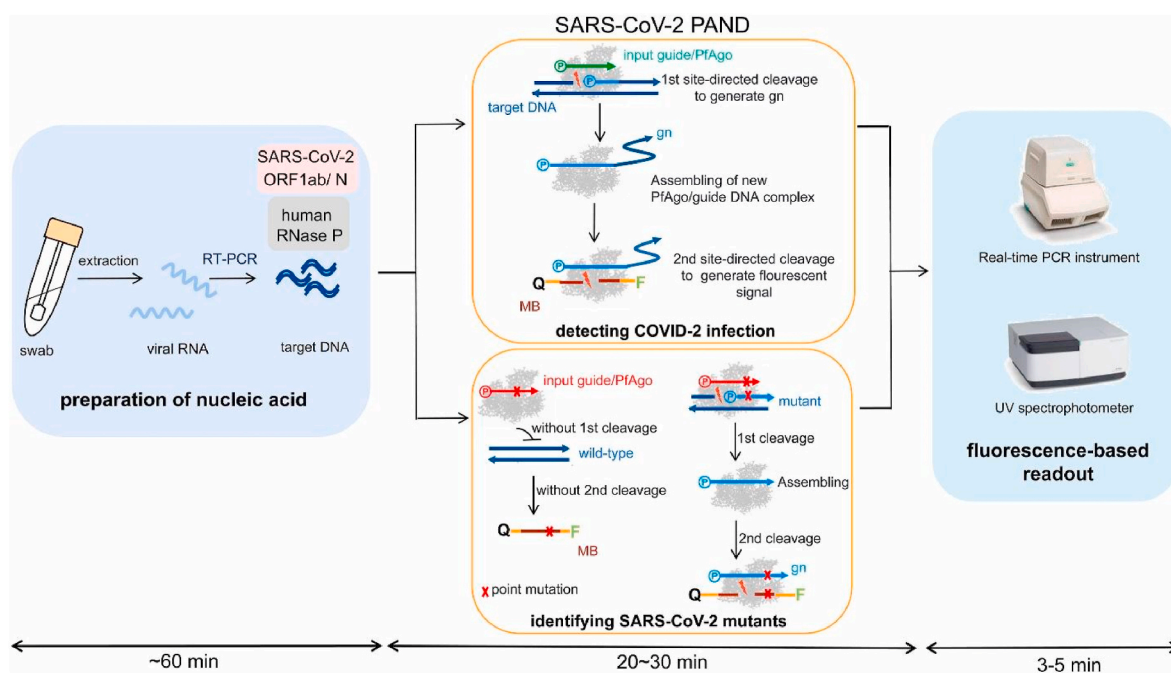 SARS-CoV-2 PAND
SARS-CoV-2
ORF1ab/ N
human
RNase P
extraction
RT-PCR
swab
viral RNA
target DNA
preparation of nucleic acid
P
input guide/PfAgo
P
target DNA
1st site-directed cleavage
to generate gn
gn
P
Assembling of new
PfAgo/guide DNA complex
P
2nd site-directed cleavage
to generate flourescent
signal
Q
F
MB
detecting COVID-2 infection
P
input guide/PfAgo
without 1st cleavage
wild-type
without 2nd cleavage
Q
F
MB
x point mutation
P
P
mutant
1st cleavage
P
Assembling
2nd cleavage
P
gn
Q
F
identifying SARS-CoV-2 mutants
Real-time PCR instrument
UV spectrophotometer
fluorescence-based
readout
~60 min
20~30 min
3-5 min